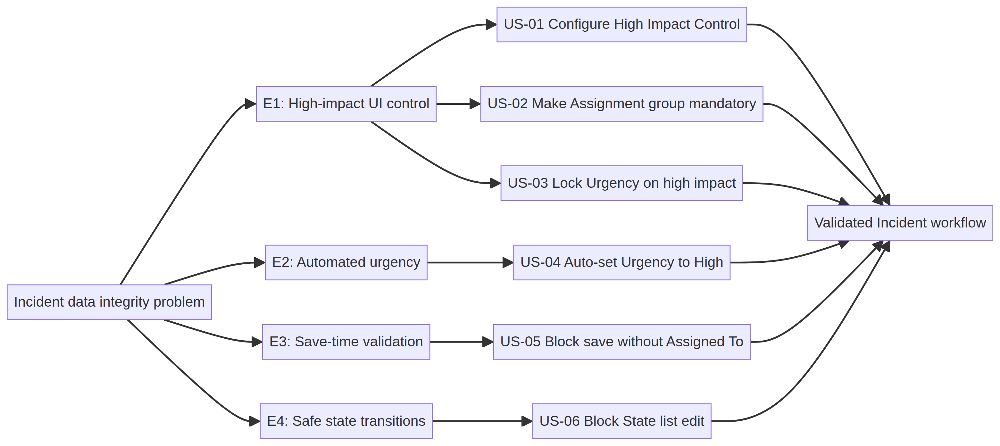 US-01 Configure High Impact Control
E1: High-impact UI control
US-02 Make Assignment group mandatory
US-03 Lock Urgency on high impact
Validated Incident workflow
E2: Automated urgency
US-04 Auto-set Urgency to High
Incident data integrity problem
E3: Save-time validation
US-05 Block save without Assigned To
E4: Safe state transitions
US-06 Block State list edit